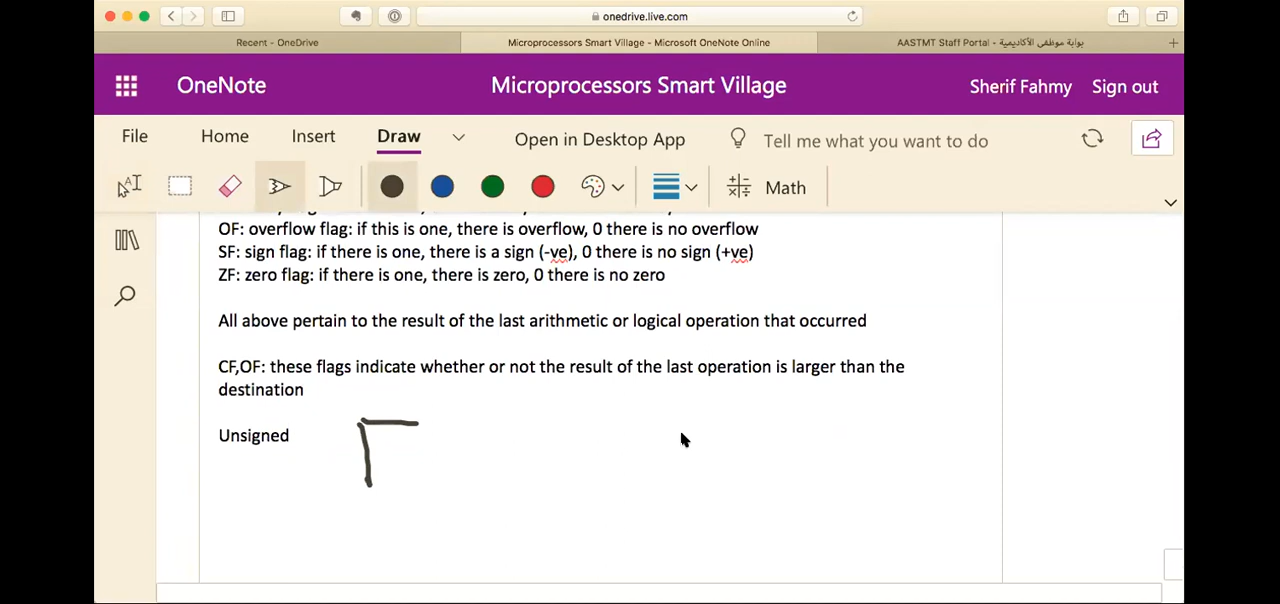 onedrive.live.com
Recent - OneDrive
Microprocessors Smart Village - Microsoft OneNote Online
بوابة موظفي الأكاديمية - AASTMT Staff Portal
OneNote
Microprocessors Smart Village
Sherif Fahmy
Sign out
File
Home
Insert
Draw
Open in Desktop App
Tell me what you want to do
Math
OF: overflow flag: if this is one, there is overflow, 0 there is no overflow
SF: sign flag: if there is one, there is a sign (-ve), 0 there is no sign (+ve)
ZF: zero flag: if there is one, there is zero, 0 there is no zero
All above pertain to the result of the last arithmetic or logical operation that occurred
CF,OF: these flags indicate whether or not the result of the last operation is larger than the
destination
Unsigned